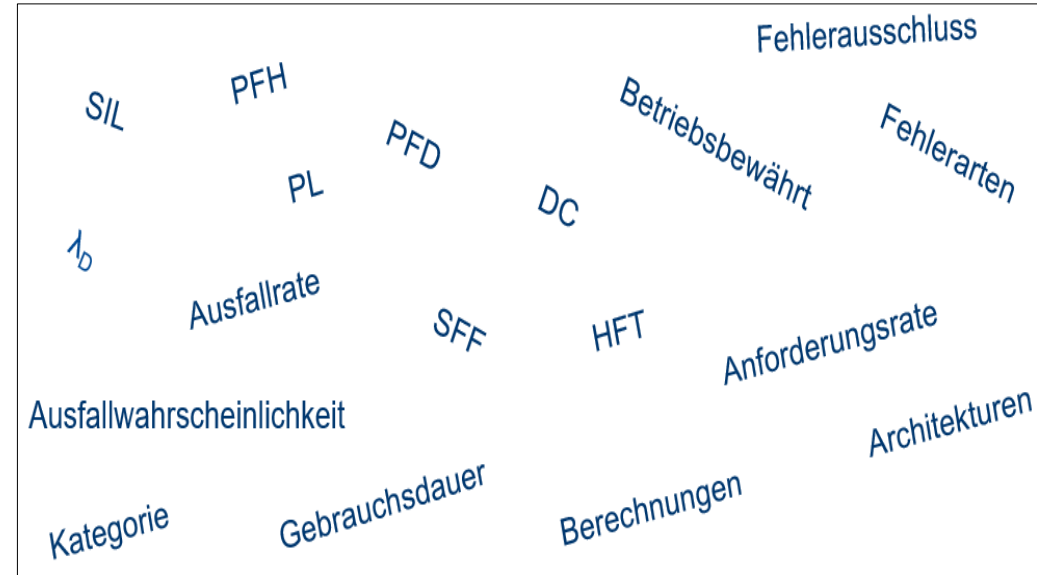 Fehlerausschluss
SIL
PFH
PFD
Betriebsbewährt
Fehlerarten
PL
DC
λD
Ausfallrate
SFF
HFT
Anforderungsrate
Ausfallwahrscheinlichkeit
Architekturen
Kategorie
Gebrauchsdauer
Berechnungen